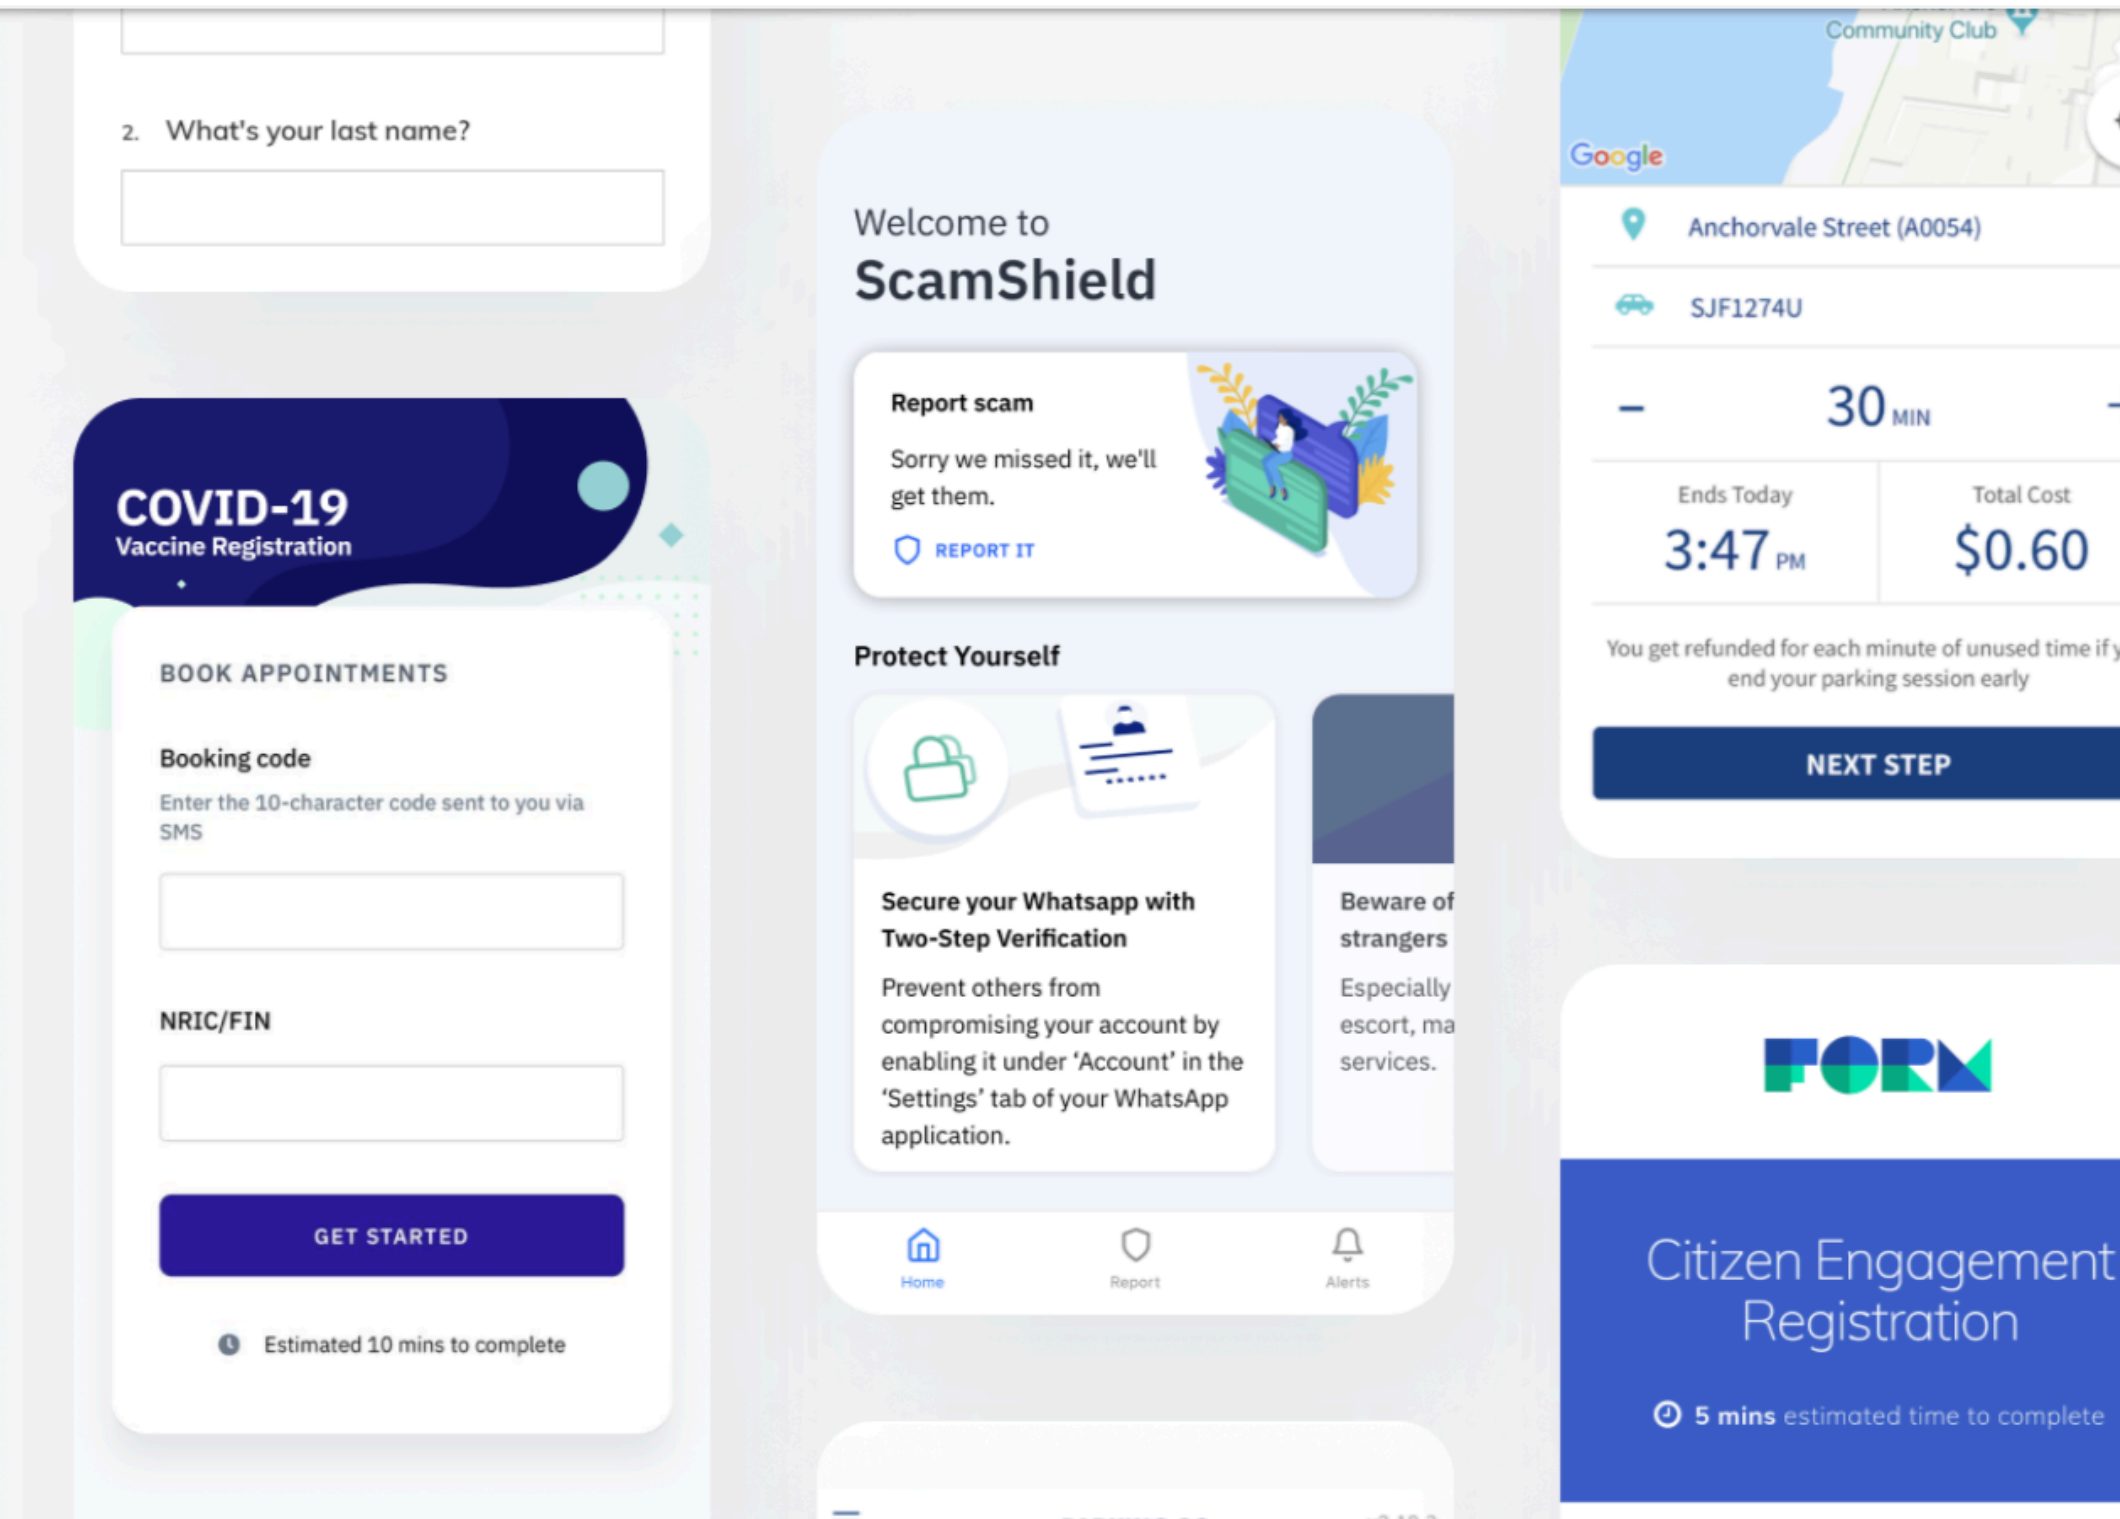 2. What's your last name?
COVID-19
Vaccine Registration
BOOK APPOINTMENTS
Booking code
Enter the 10-character code sent to you via
SMS
NRIC/FIN
GET STARTED
Estimated 10 mins to complete
Welcome to
ScamShield
Report scam
Sorry we missed it, we'll
get them.
REPORT IT
Protect Yourself
Secure your Whatsapp with
Two-Step Verification
Prevent others from
compromising your account by
enabling it under ‘Account’ in the
‘Settings’ tab of your WhatsApp
application.
Beware of
strangers
Especially
escort, ma
services.
Home
Report
Alerts
Community Club
Google
Anchorvale Street (A0054)
SJF1274U
30 MIN
Ends Today
3:47 PM
Total Cost
$0.60
You get refunded for each minute of unused time if y
end your parking session early
NEXT STEP
FORM
Citizen Engagement
Registration
5 mins estimated time to complete